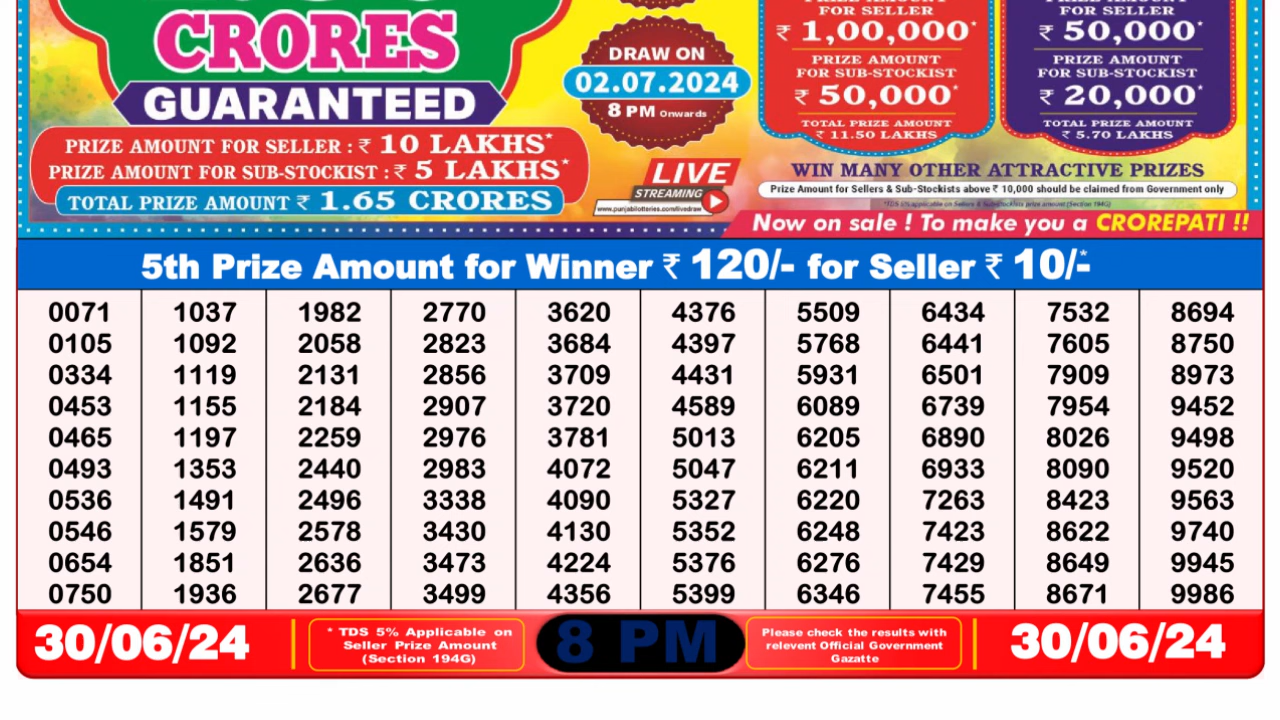 CRORES
GUARANTEED
PRIZE AMOUNT FOR SELLER : ₹ 10 LAKHS*
PRIZE AMOUNT FOR SUB-STOCKIST : ₹ 5 LAKHS*
TOTAL PRIZE AMOUNT ₹ 1.65 CRORES
DRAW ON
02.07.2024
8 PM Onwards
LIVE
STREAMING
www.punjablotteries.com/livedraw
FOR SELLER
₹ 1,00,000*
PRIZE AMOUNT
FOR SUB-STOCKIST
₹ 50,000*
TOTAL PRIZE AMOUNT
₹ 11.50 LAKHS
FOR SELLER
₹ 50,000*
PRIZE AMOUNT
FOR SUB-STOCKIST
₹ 20,000*
TOTAL PRIZE AMOUNT
₹ 5.70 LAKHS
WIN MANY OTHER ATTRACTIVE PRIZES
Prize Amount for Sellers & Sub-Stockists above ₹ 10,000 should be claimed from Government only
*TDS 5% applicable on Sellers & Sub-Stockists prize amount (Section 194G)
Now on sale ! To make you a CROREPATI !!
5th Prize Amount for Winner ₹ 120/- for Seller ₹ 10/-*
0071 1037 1982 2770 3620 4376 5509 6434 7532 8694
0105 1092 2058 2823 3684 4397 5768 6441 7605 8750
0334 1119 2131 2856 3709 4431 5931 6501 7909 8973
0453 1155 2184 2907 3720 4589 6089 6739 7954 9452
0465 1197 2259 2976 3781 5013 6205 6890 8026 9498
0493 1353 2440 2983 4072 5047 6211 6933 8090 9520
0536 1491 2496 3338 4090 5327 6220 7263 8423 9563
0546 1579 2578 3430 4130 5352 6248 7423 8622 9740
0654 1851 2636 3473 4224 5376 6276 7429 8649 9945
0750 1936 2677 3499 4356 5399 6346 7455 8671 9986
30/06/24
* TDS 5% Applicable on
Seller Prize Amount
(Section 194G)
8 PM
Please check the results with
relevent Official Government
Gazatte
30/06/24